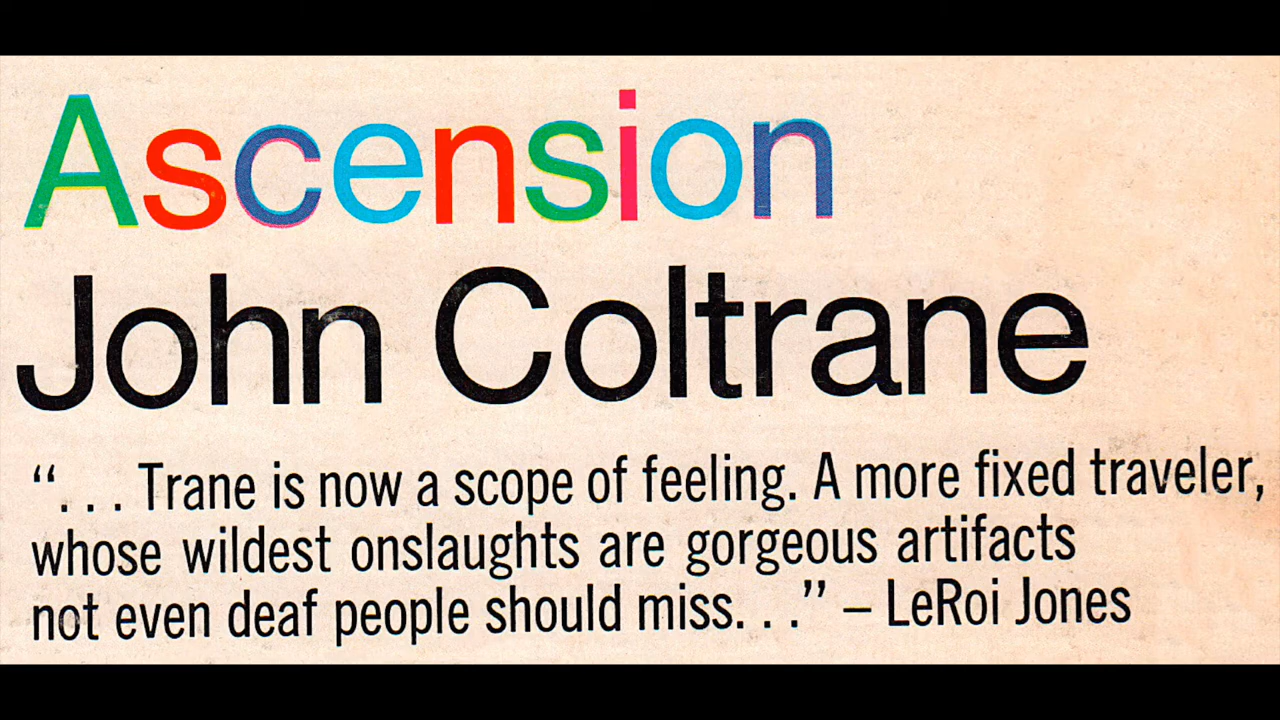 Ascension
John Coltrane
“. . . Trane is now a scope of feeling. A more fixed traveler,
whose wildest onslaughts are gorgeous artifacts
not even deaf people should miss. . .” – LeRoi Jones